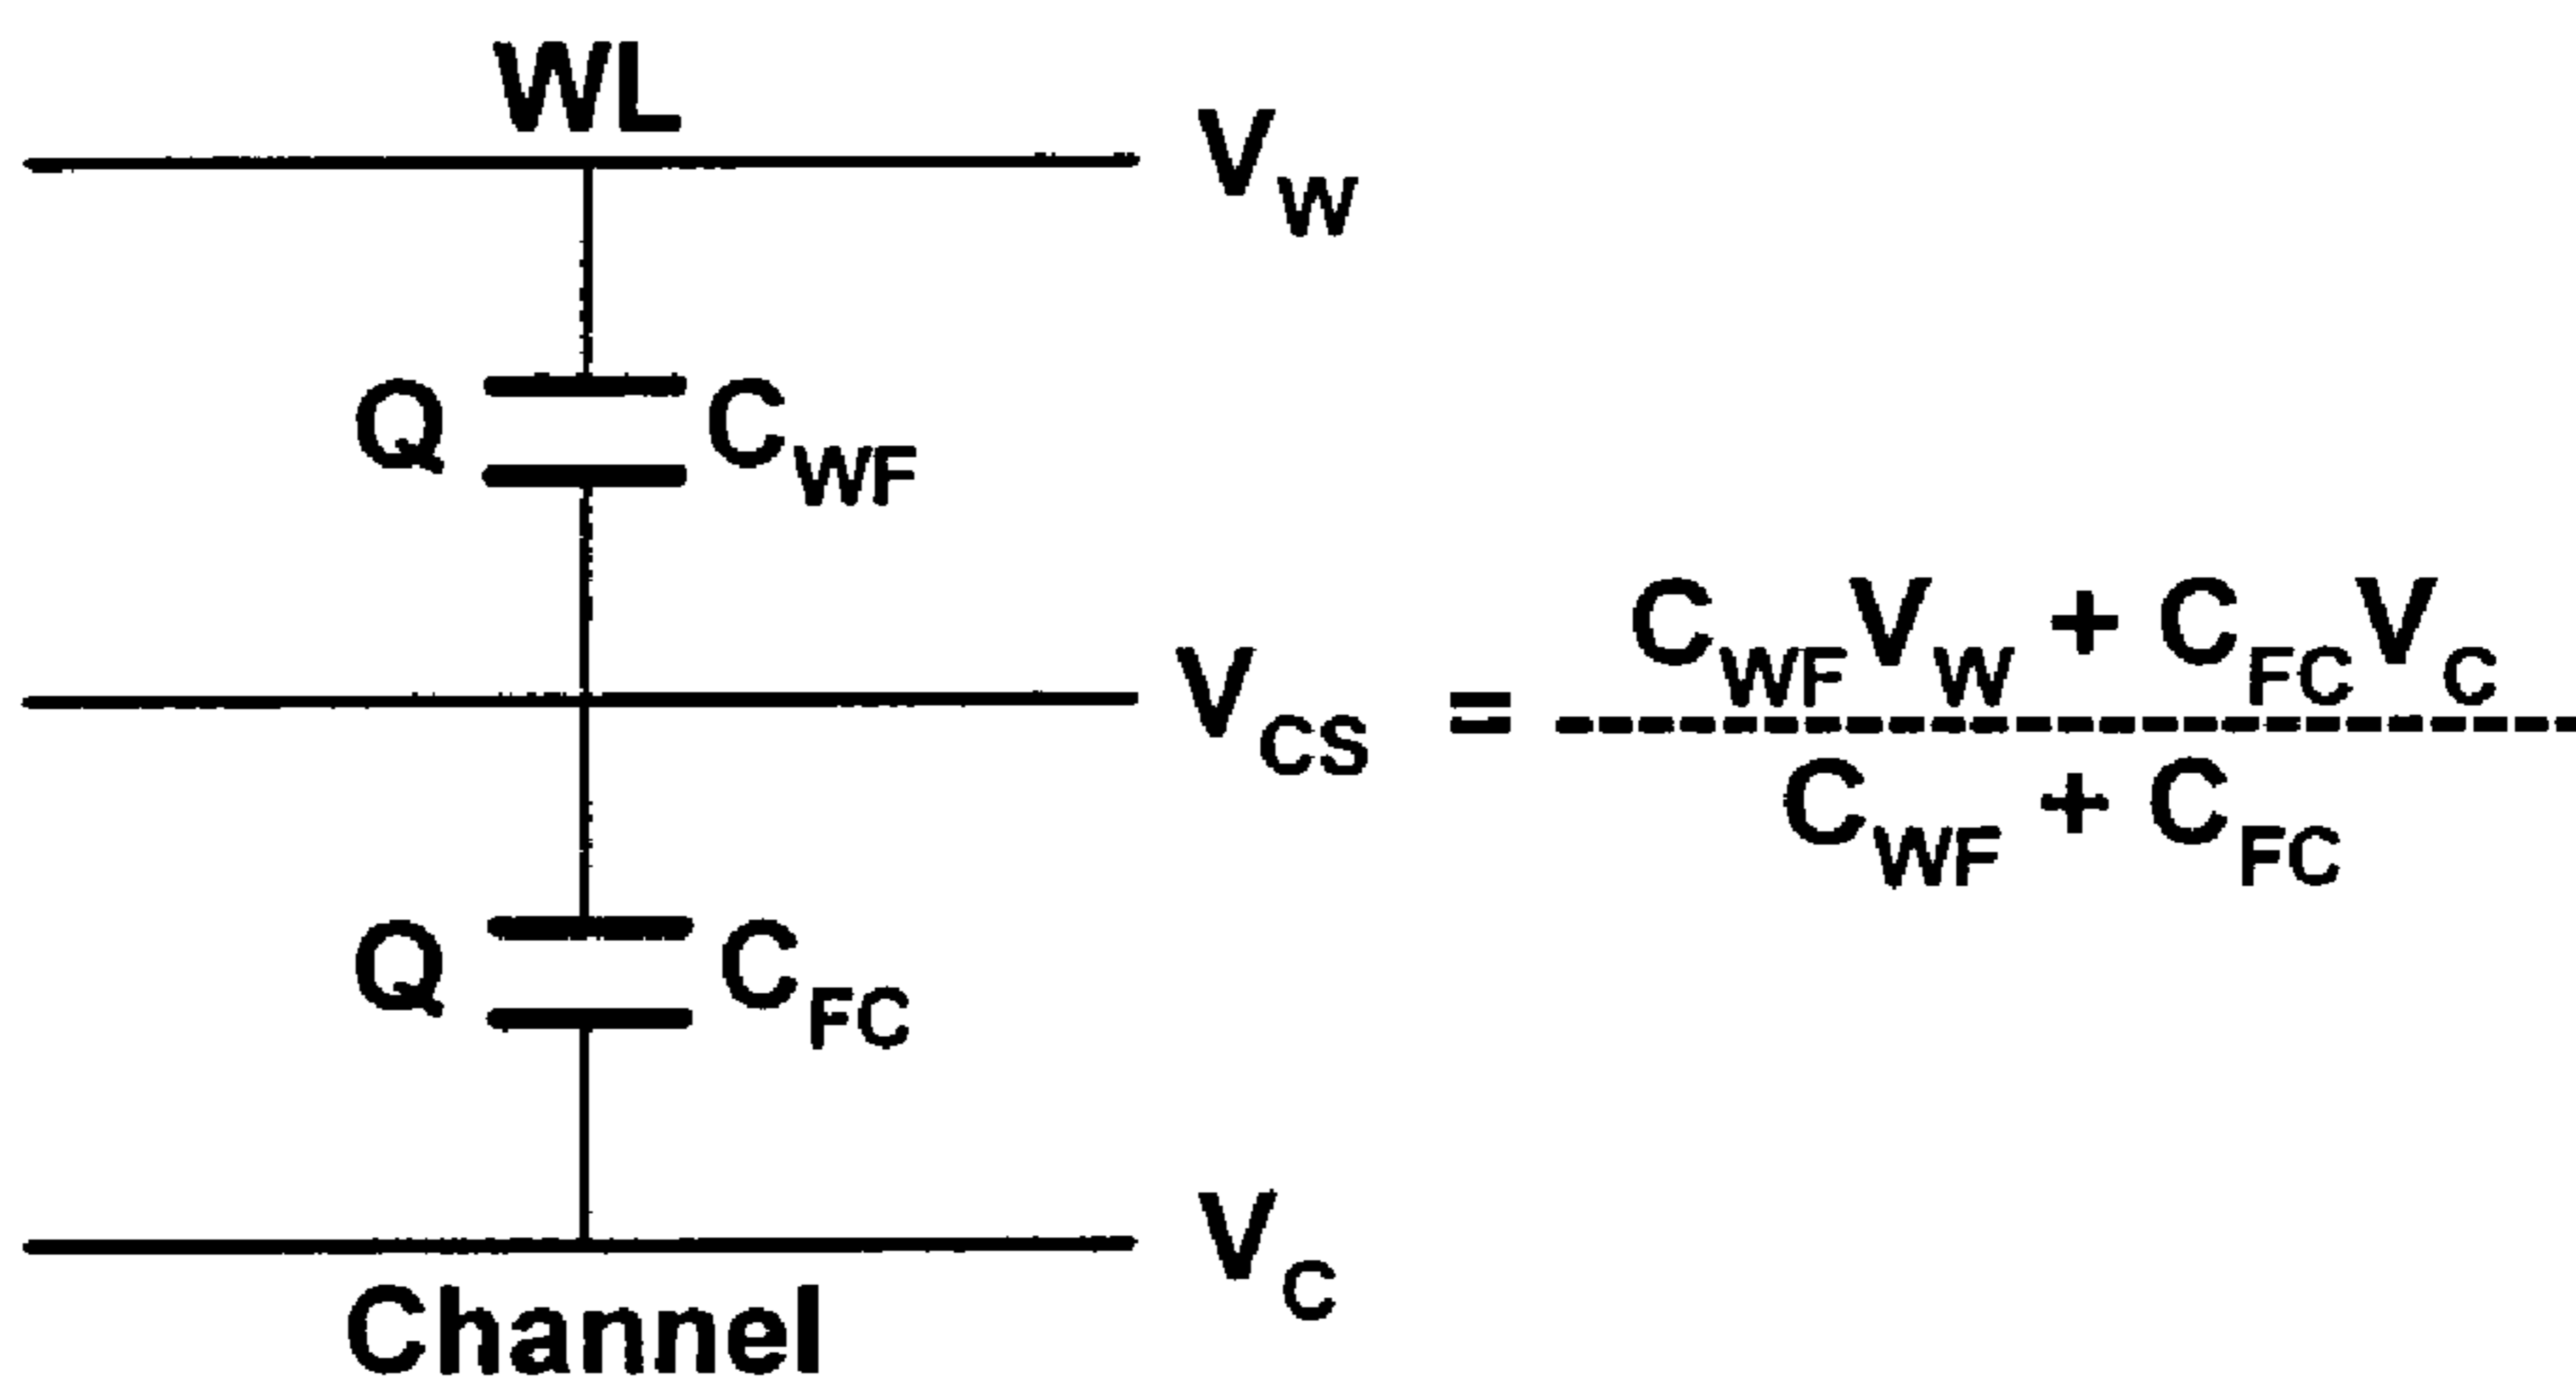 WL
V_W
Q C_WF
C_WF V_W + C_FC V_C
V_CS = -------------------------
C_WF + C_FC
Q C_FC
V_C
Channel